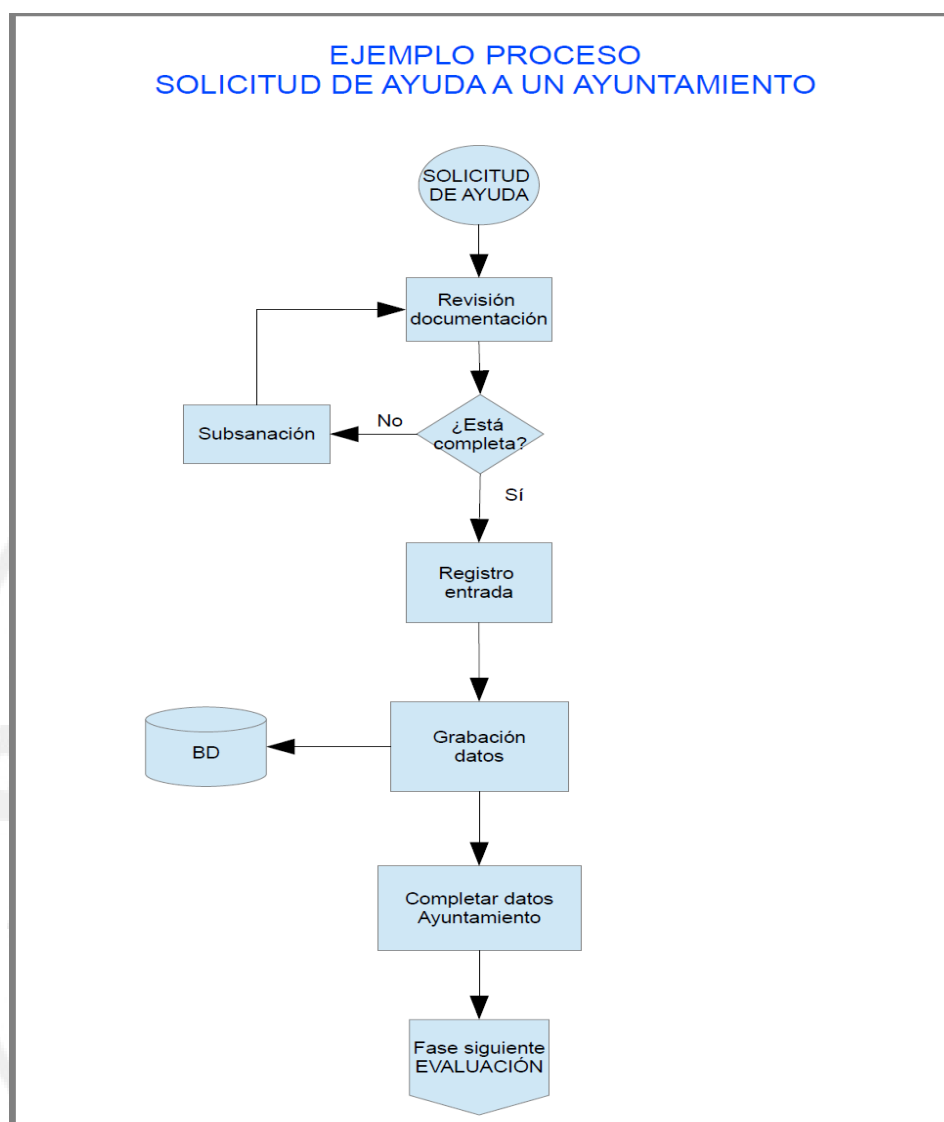 EJEMPLO PROCESO
SOLICITUD DE AYUDA A UN AYUNTAMIENTO
SOLICITUD
DE AYUDA
Revisión
documentación
¿Está
completa?
No
Subsanación
Sí
Registro
entrada
Grabación
datos
BD
Completar datos
Ayuntamiento
Fase siguiente
EVALUACIÓN